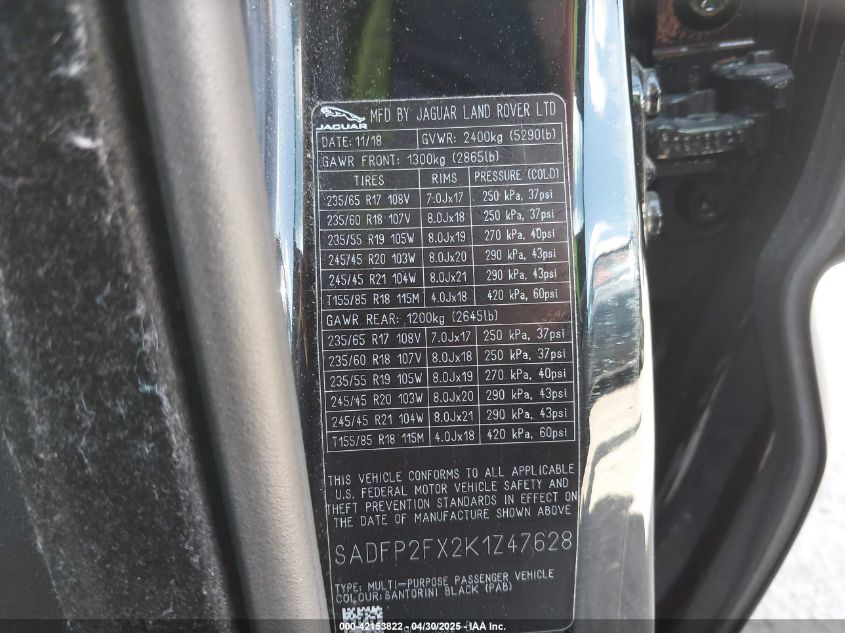 MFD BY JAGUAR LAND ROVER LTD
JAGUAR
DATE: 11/18 GVWR: 2400kg (5290lb)
GAWR FRONT: 1300kg (2865lb)
TIRES RIMS PRESSURE (COLD)
235/65 R17 108V 7.0Jx17 250 kPa, 37psi
235/60 R18 107V 8.0Jx18 250 kPa, 37psi
235/55 R19 105W 8.0Jx19 270 kPa, 40psi
245/45 R20 103W 8.0Jx20 290 kPa, 43psi
245/45 R21 104W 8.0Jx21 290 kPa, 43psi
T155/85 R18 115M 4.0Jx18 420 kPa, 60psi
GAWR REAR: 1200kg (2645lb)
235/65 R17 108V 7.0Jx17 250 kPa, 37psi
235/60 R18 107V 8.0Jx18 250 kPa, 37psi
235/55 R19 105W 8.0Jx19 270 kPa, 40psi
245/45 R20 103W 8.0Jx20 290 kPa, 43psi
245/45 R21 104W 8.0Jx21 290 kPa, 43psi
T155/85 R18 115M 4.0Jx18 420 kPa, 60psi
THIS VEHICLE CONFORMS TO ALL APPLICABLE
U.S. FEDERAL MOTOR VEHICLE SAFETY AND
THEFT PREVENTION STANDARDS IN EFFECT ON
THE DATE OF MANUFACTURE SHOWN ABOVE
SADFP2FX2K1Z47628
TYPE: MULTI-PURPOSE PASSENGER VEHICLE
COLOUR:SANTORINI BLACK (PAB)
000-42153822 - 04/30/2025 - IAA Inc.